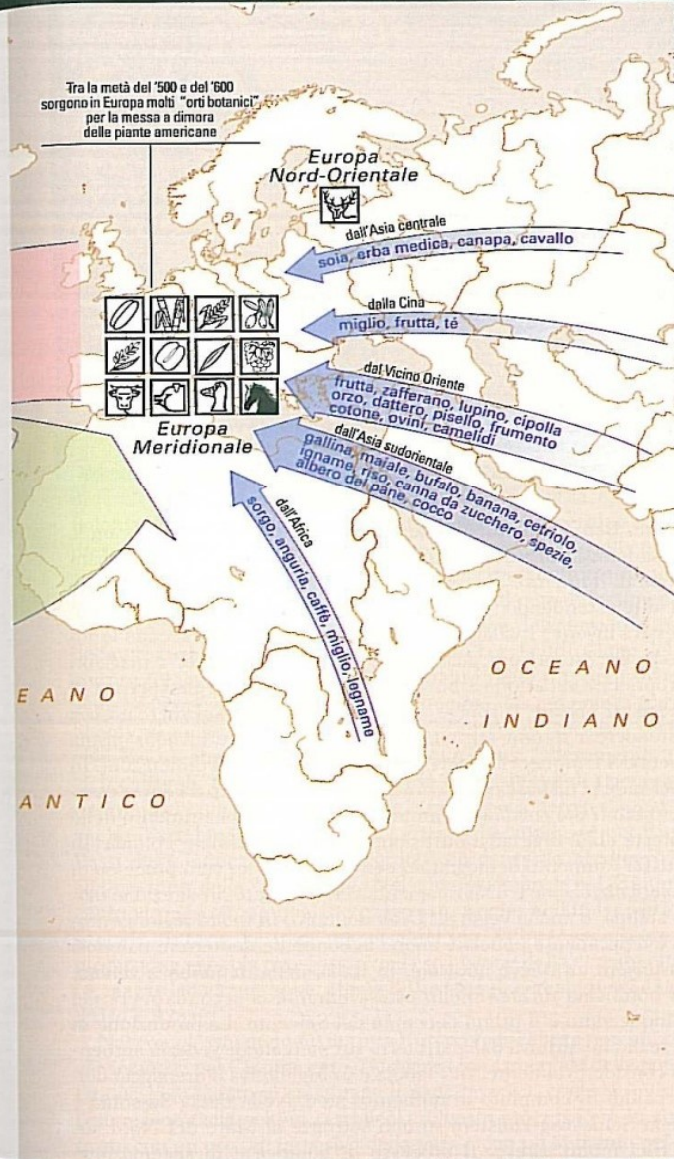 Tra la metà del '500 e del '600
sorgono in Europa molti "orti botanici"
per la messa a dimora
delle piante americane
Europa
Nord-Orientale
dall'Asia centrale
soia, erba medica, canapa, cavallo
dalla Cina
miglio, frutta, tè
dal Vicino Oriente
frutta, zafferano, lupino, cipolla
orzo, dattero, pisello, frumento
cotone, ovini, camelidi
Europa
Meridionale
dall'Asia sudorientale
gallina, maiale, bufalo, banana, cetriolo,
igname, riso, canna da zucchero, spezie,
albero del pane, cocco
dall'Africa
sorgo, anguria, caffè, miglio, legname
OCEANO
INDIANO
EANO
ANTICO